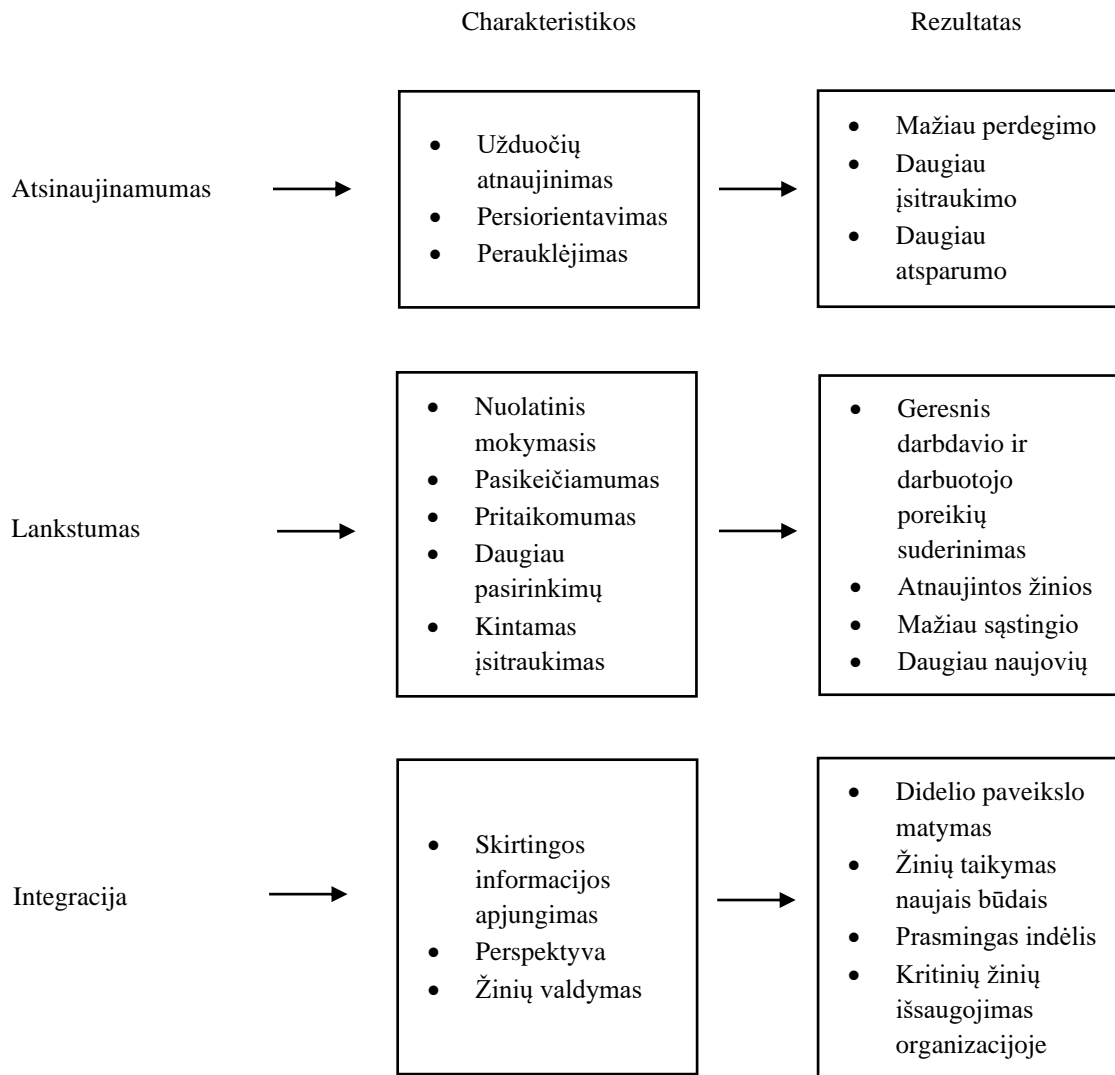 Charakteristikos
Rezultatas
Atsinaujinamumas
• Užduočių
atnaujinimas
• Persiorientavimas
• Perauklėjimas
• Mažiau perdegimo
• Daugiau
įsitraukimo
• Daugiau
atsparumo
Lankstumas
• Nuolatinis
mokymasis
• Pasikeičiamumas
• Pritaikomumas
• Daugiau
pasirinkimų
• Kintamas
įsitraukimas
• Geresnis
darbdavio ir
darbuotojo
poreikių
suderinimas
• Atnaujintos žinios
• Mažiau sąstingio
• Daugiau naujovių
Integracija
• Skirtingos
informacijos
apjungimas
• Perspektyva
• Žinių valdymas
• Didelio paveikslo
matymas
• Žinių taikymas
naujais būdais
• Prasmingas indėlis
• Kritinių žinių
išsaugojimas
organizacijoje